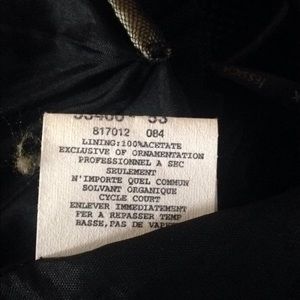 817012 084
LINING:100%ACETATE
EXCLUSIVE OF ORNAMENTATION
PROFESSIONNEL A SEC
SEULEMENT
N'IMPORTE QUEL COMMUN
SOLVANT ORGANIQUE
CYCLE COURT
ENLEVER IMMEDIATEMENT
FER A REPASSER TEMP
BASSE,PAS DE VAPE